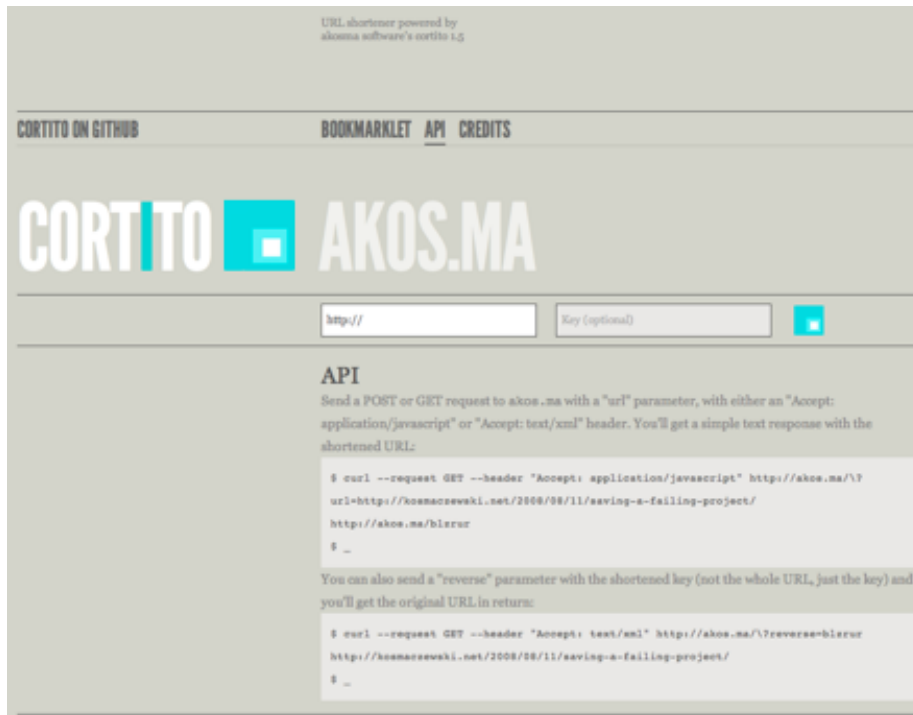 URL shortener powered by
akosma software's cortito 1.5
CORTITO ON GITHUB
BOOKMARKLET API CREDITS
CORTITO AKOS.MA
http:// Key (optional)
API
Send a POST or GET request to akos.ma with a "url" parameter, with either an "Accept:
application/javascript" or "Accept: text/xml" header. You'll get a simple text response with the
shortened URL:
$ curl --request GET --header "Accept: application/javascript" http://akos.ma/\?
url=http://kosmaczewski.net/2008/08/11/saving-a-failing-project/
http://akos.ma/blzrur
$ _
You can also send a "reverse" parameter with the shortened key (not the whole URL, just the key) and
you'll get the original URL in return:
$ curl --request GET --header "Accept: text/xml" http://akos.ma/\?reverse=blzrur
http://kosmaczewski.net/2008/08/11/saving-a-failing-project/
$ _